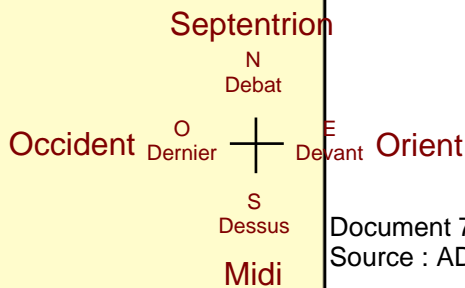 Septentrion
N
Debat
Occident
O
Dernier
E
Devant
Orient
S
Dessus
Midi
Document 7
Source : AD